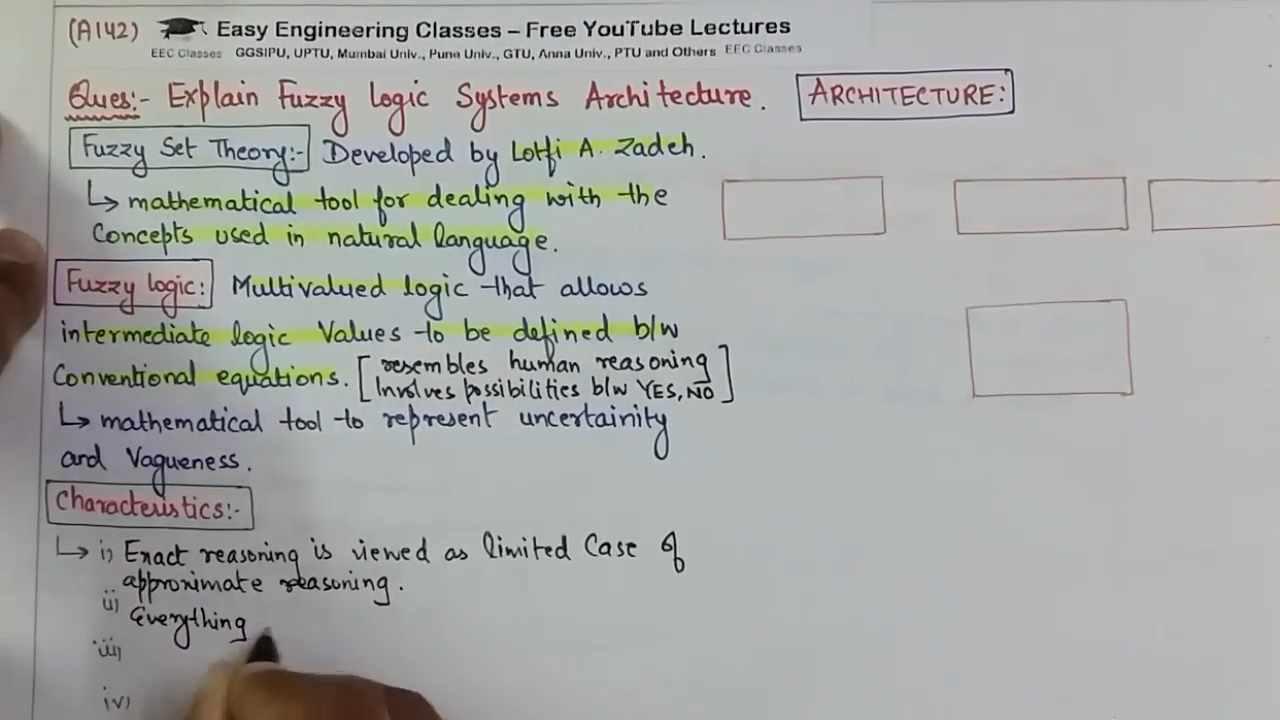 (A142) Easy Engineering Classes – Free YouTube Lectures
EEC Classes GGSIPU, UPTU, Mumbai Univ., Pune Univ., GTU, Anna Univ., PTU and Others EEC Classes
Ques:- Explain Fuzzy Logic Systems Architecture. ARCHITECTURE:
Fuzzy Set Theory:- Developed by Lotfi A. Zadeh.
↳ mathematical tool for dealing with the
Concepts used in natural language.
Fuzzy logic: Multivalued logic that allows
intermediate logic Values to be defined b/w
Conventional equations. [resembles human reasoning
Involves possibilities b/w YES, NO]
↳ mathematical tool to represent uncertainity
and Vagueness.
Characteristics:-
↳ i) Exact reasoning is viewed as limited Case of
approximate reasoning.
ii) Everything
iii)
iv)